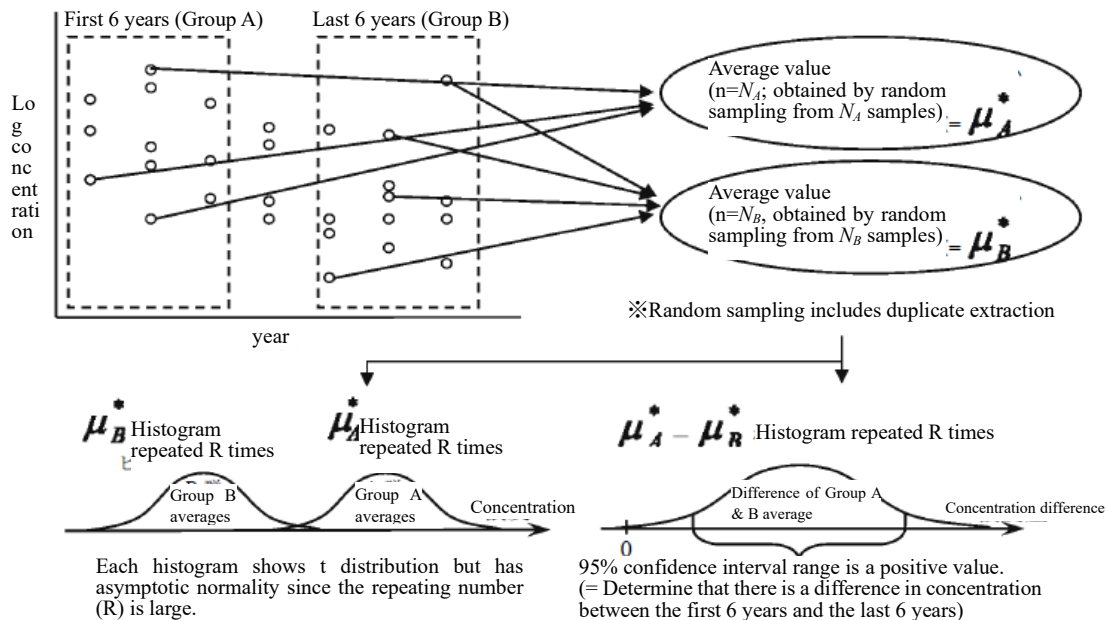 First 6 years (Group A)
Last 6 years (Group B)
Lo
g co
nc
ent
rati
on
year
Average value
(n=N_A; obtained by random
sampling from N_A samples)
= μ*_A
Average value
(n=N_B, obtained by random
sampling from N_B samples)
= μ*_B
※Random sampling includes duplicate extraction
μ*_B Histogram
repeated R times
ヒ
μ*_A Histogram
repeated R times
μ*_A − μ*_B Histogram repeated R times
Group B
averages
Group A
averages
Concentration
Difference of Group A
& B average
Concentration difference
0
Each histogram shows t distribution but has
asymptotic normality since the repeating number
(R) is large.
95% confidence interval range is a positive value.
(= Determine that there is a difference in concentration
between the first 6 years and the last 6 years)